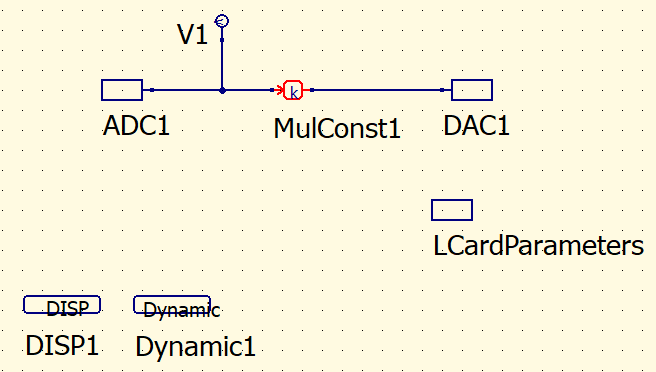 V1
k
ADC1
MulConst1
DAC1
LCardParameters
DISP
Dynamic
DISP1
Dynamic1